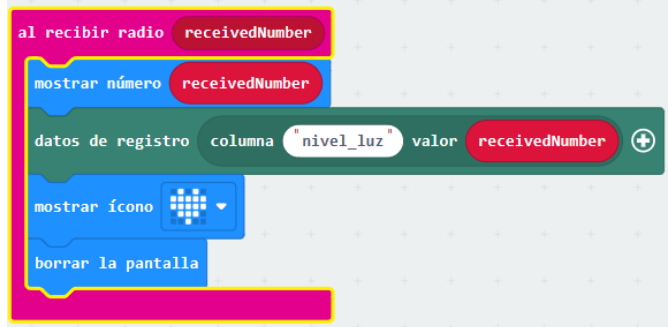 al recibir radio receivedNumber
mostrar número receivedNumber
datos de registro columna "nivel_luz" valor receivedNumber
mostrar ícono
borrar la pantalla